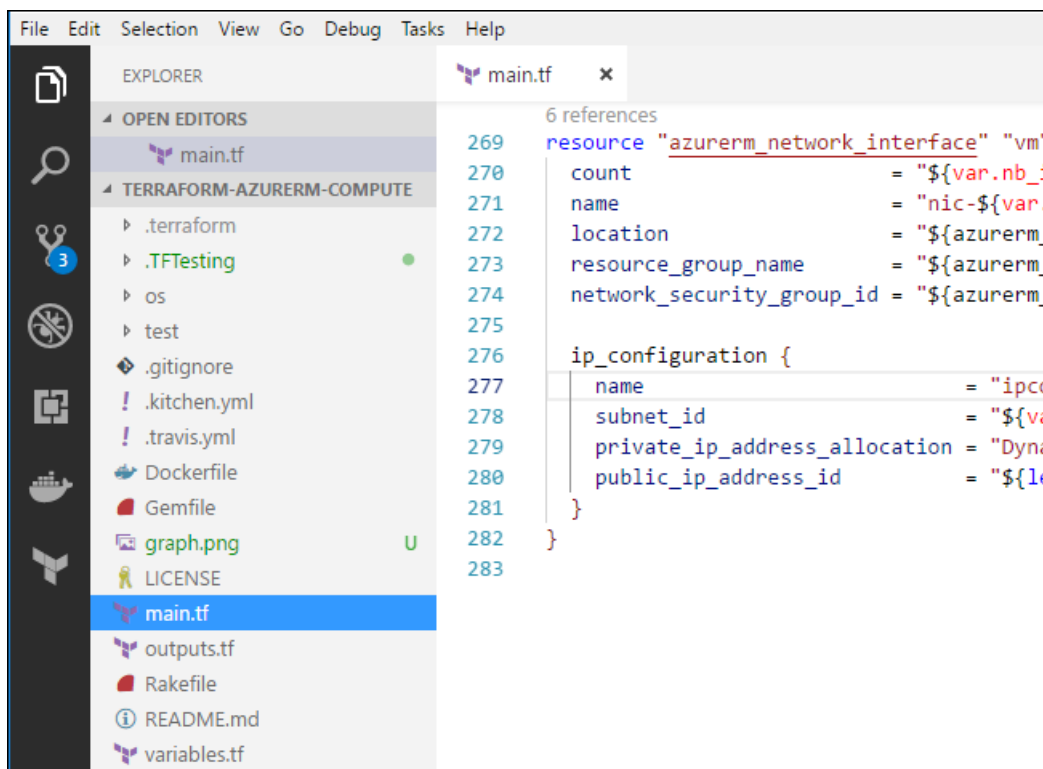 File Edit Selection View Go Debug Tasks Help
EXPLORER
OPEN EDITORS
main.tf
TERRAFORM-AZURERM-COMPUTE
.terraform
.TFTesting
os
test
.gitignore
.kitchen.yml
.travis.yml
Dockerfile
Gemfile
graph.png U
LICENSE
main.tf
outputs.tf
Rakefile
README.md
variables.tf
3
main.tf
6 references
269 resource "azurerm_network_interface" "vm"
270 count = "${var.nb_
271 name = "nic-${var.
272 location = "${azurerm_
273 resource_group_name = "${azurerm_
274 network_security_group_id = "${azurerm_
275
276 ip_configuration {
277 name = "ipco
278 subnet_id = "${va
279 private_ip_address_allocation = "Dyna
280 public_ip_address_id = "${le
281 }
282 }
283